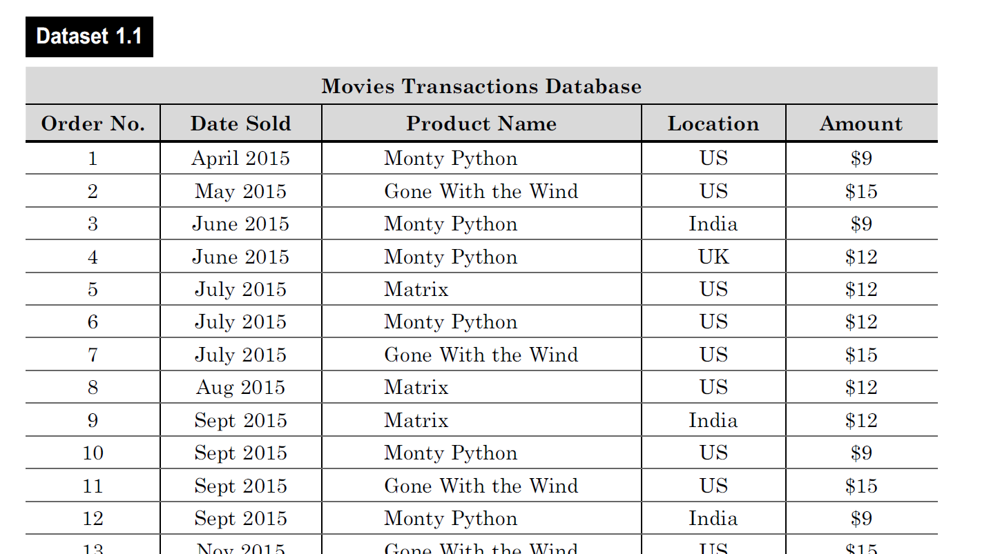 Dataset 1.1
Movies Transactions Database
Order No. Date Sold Product Name Location Amount
1 April 2015 Monty Python US $9
2 May 2015 Gone With the Wind US $15
3 June 2015 Monty Python India $9
4 June 2015 Monty Python UK $12
5 July 2015 Matrix US $12
6 July 2015 Monty Python US $12
7 July 2015 Gone With the Wind US $15
8 Aug 2015 Matrix US $12
9 Sept 2015 Matrix India $12
10 Sept 2015 Monty Python US $9
11 Sept 2015 Gone With the Wind US $15
12 Sept 2015 Monty Python India $9
13 Nov 2015 Gone With the Wind US $15